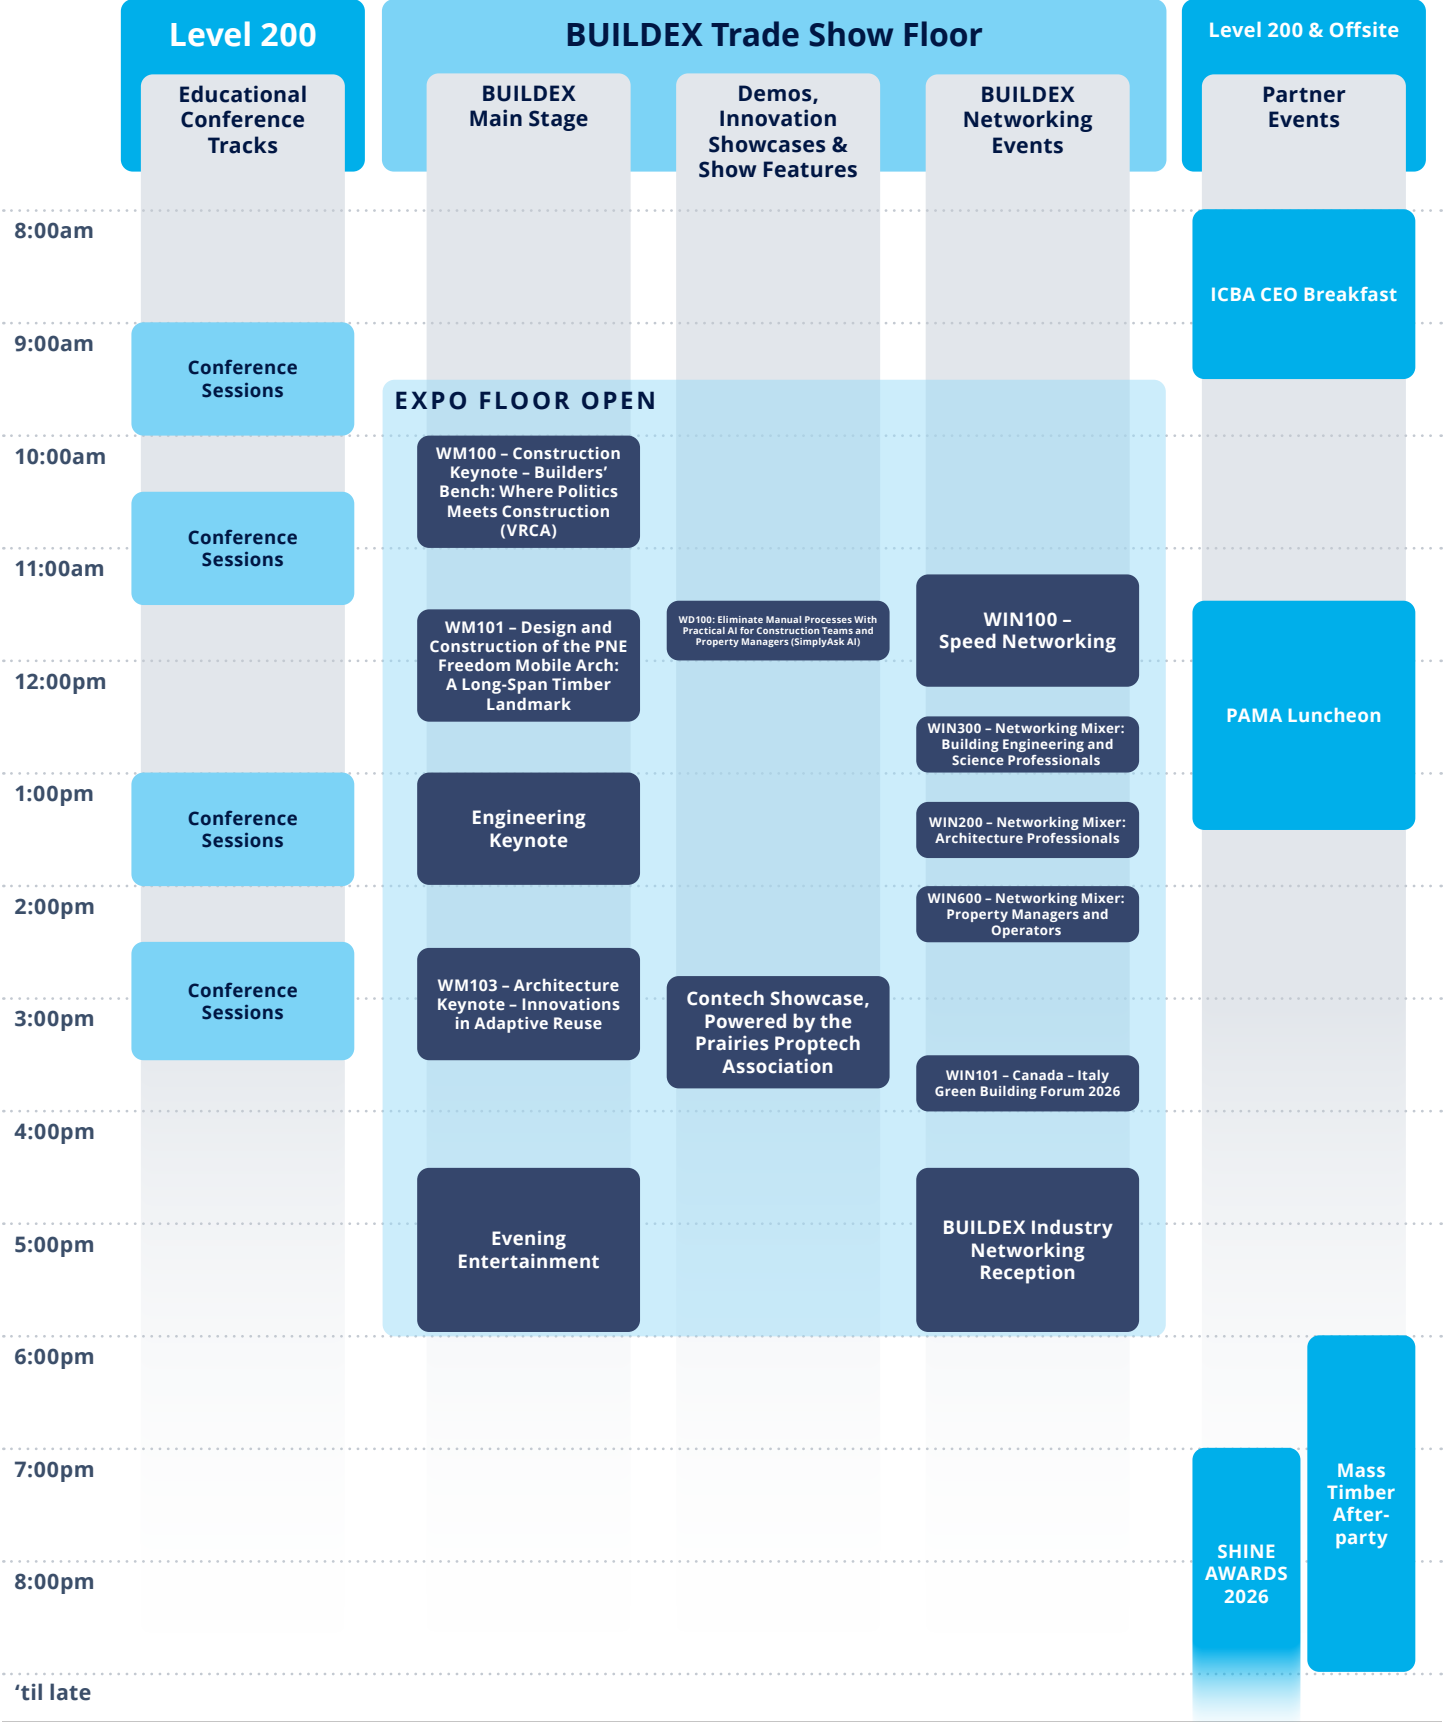 Level 200
BUILDEX Trade Show Floor
Level 200 & Offsite
Educational
Conference
Tracks
BUILDEX
Main Stage
Demos,
Innovation
Showcases &
Show Features
BUILDEX
Networking
Events
Partner
Events
8:00am
ICBA CEO Breakfast
9:00am
Conference
Sessions
EXPO FLOOR OPEN
10:00am
WM100 – Construction
Keynote – Builders’
Bench: Where Politics
Meets Construction
(VRCA)
Conference
Sessions
11:00am
WM101 – Design and
Construction of the PNE
Freedom Mobile Arch:
A Long-Span Timber
Landmark
WD100: Eliminate Manual Processes With
Practical AI for Construction Teams and
Property Managers (SimplyAsk AI)
WIN100 –
Speed Networking
12:00pm
PAMA Luncheon
WIN300 – Networking Mixer:
Building Engineering and
Science Professionals
1:00pm
Conference
Sessions
Engineering
Keynote
WIN200 – Networking Mixer:
Architecture Professionals
2:00pm
WIN600 – Networking Mixer:
Property Managers and
Operators
Conference
Sessions
WM103 – Architecture
Keynote – Innovations
in Adaptive Reuse
3:00pm
Contech Showcase,
Powered by the
Prairies Proptech
Association
WIN101 – Canada – Italy
Green Building Forum 2026
4:00pm
5:00pm
Evening
Entertainment
BUILDEX Industry
Networking
Reception
6:00pm
7:00pm
Mass
Timber
After-
party
SHINE
AWARDS
2026
8:00pm
‘til late